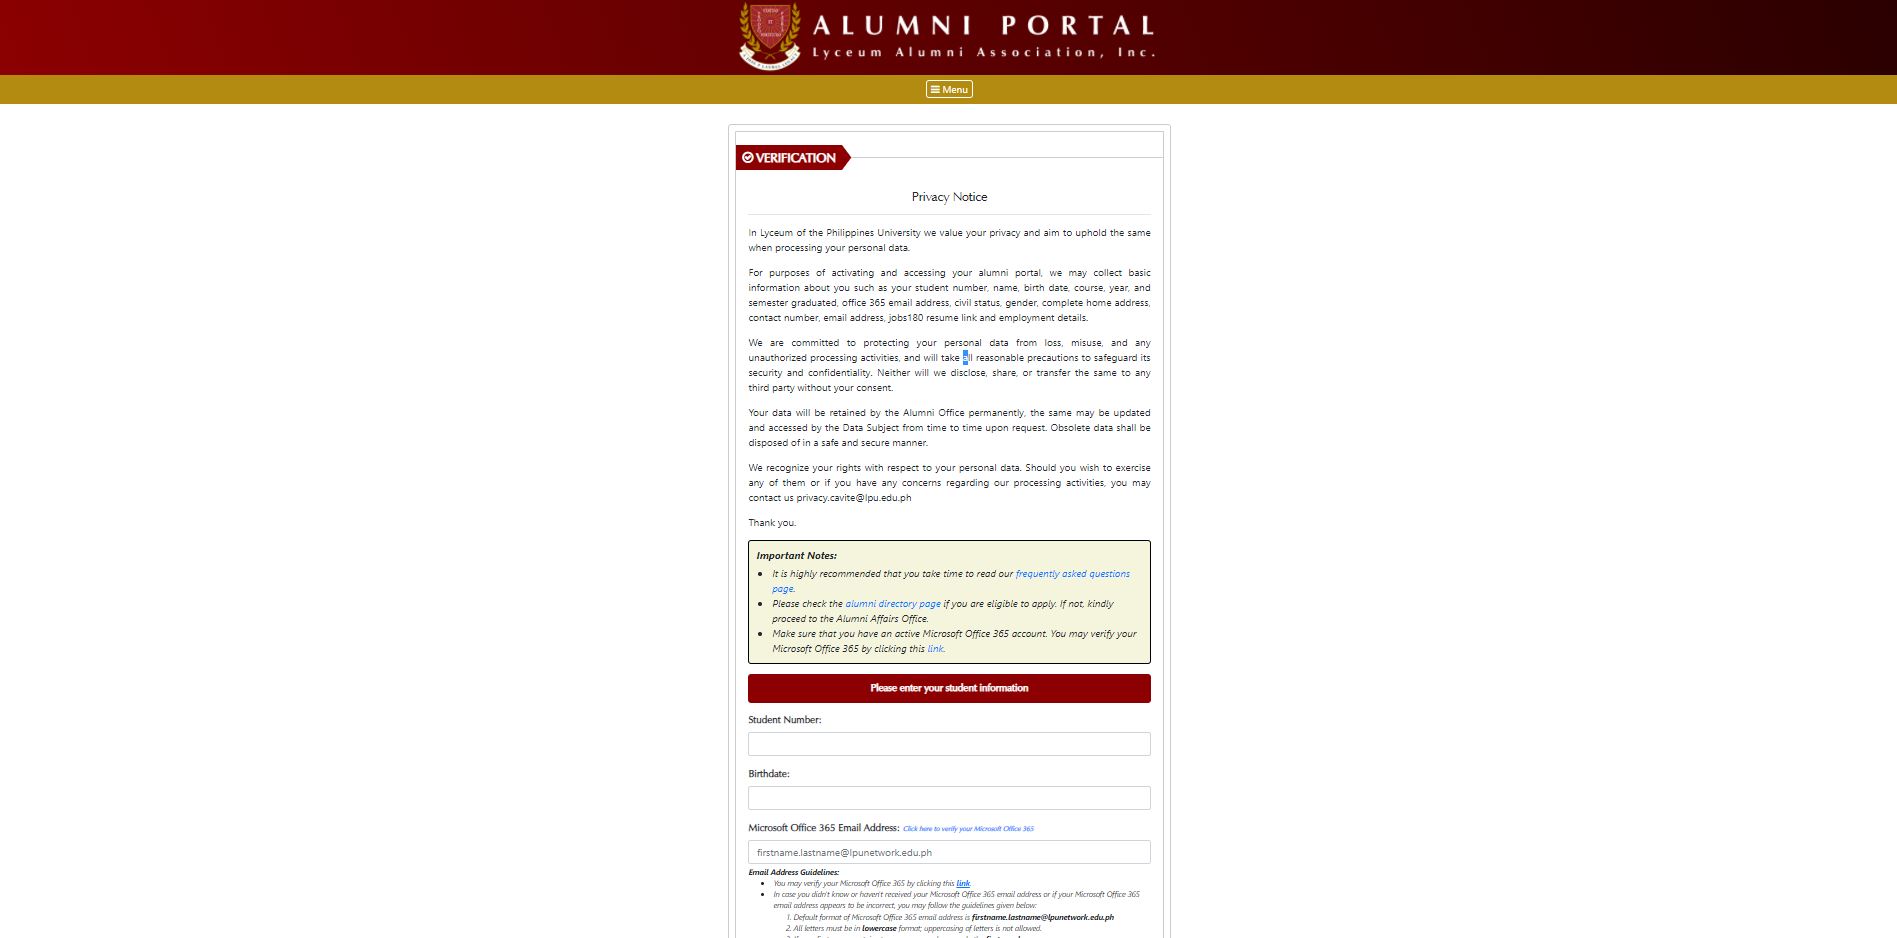 ALUMNI PORTAL
Lyceum Alumni Association, Inc.
Menu
VERIFICATION
Privacy Notice
In Lyceum of the Philippines University we value your privacy and aim to uphold the same
when processing your personal data.
For purposes of activating and accessing your alumni portal, we may collect basic
information about you such as your student number, name, birth date, course, year, and
semester graduated, office 365 email address, civil status, gender, complete home address,
contact number, email address, jobs180 resume link and employment details.
We are committed to protecting your personal data from loss, misuse, and any
unauthorized processing activities, and will take all reasonable precautions to safeguard its
security and confidentiality. Neither will we disclose, share, or transfer the same to any
third party without your consent.
Your data will be retained by the Alumni Office permanently, the same may be updated
and accessed by the Data Subject from time to time upon request. Obsolete data shall be
disposed of in a safe and secure manner.
We recognize your rights with respect to your personal data. Should you wish to exercise
any of them or if you have any concerns regarding our processing activities, you may
contact us privacy.cavite@lpu.edu.ph
Thank you.
Important Notes:
• It is highly recommended that you take time to read our frequently asked questions
page.
• Please check the alumni directory page if you are eligible to apply. If not, kindly
proceed to the Alumni Affairs Office.
• Make sure that you have an active Microsoft Office 365 account. You may verify your
Microsoft Office 365 by clicking this link.
Please enter your student information
Student Number:
Birthdate:
Microsoft Office 365 Email Address: Click here to verify your Microsoft Office 365
firstname.lastname@lpunetwork.edu.ph
Email Address Guidelines:
• You may verify your Microsoft Office 365 by clicking this link.
• In case you didn't know or haven't received your Microsoft Office 365 email address or if your Microsoft Office 365
email address appears to be incorrect, you may follow the guidelines given below:
1. Default format of Microsoft Office 365 email address is firstname.lastname@lpunetwork.edu.ph
2. All letters must be in lowercase format; uppercasing of letters is not allowed.